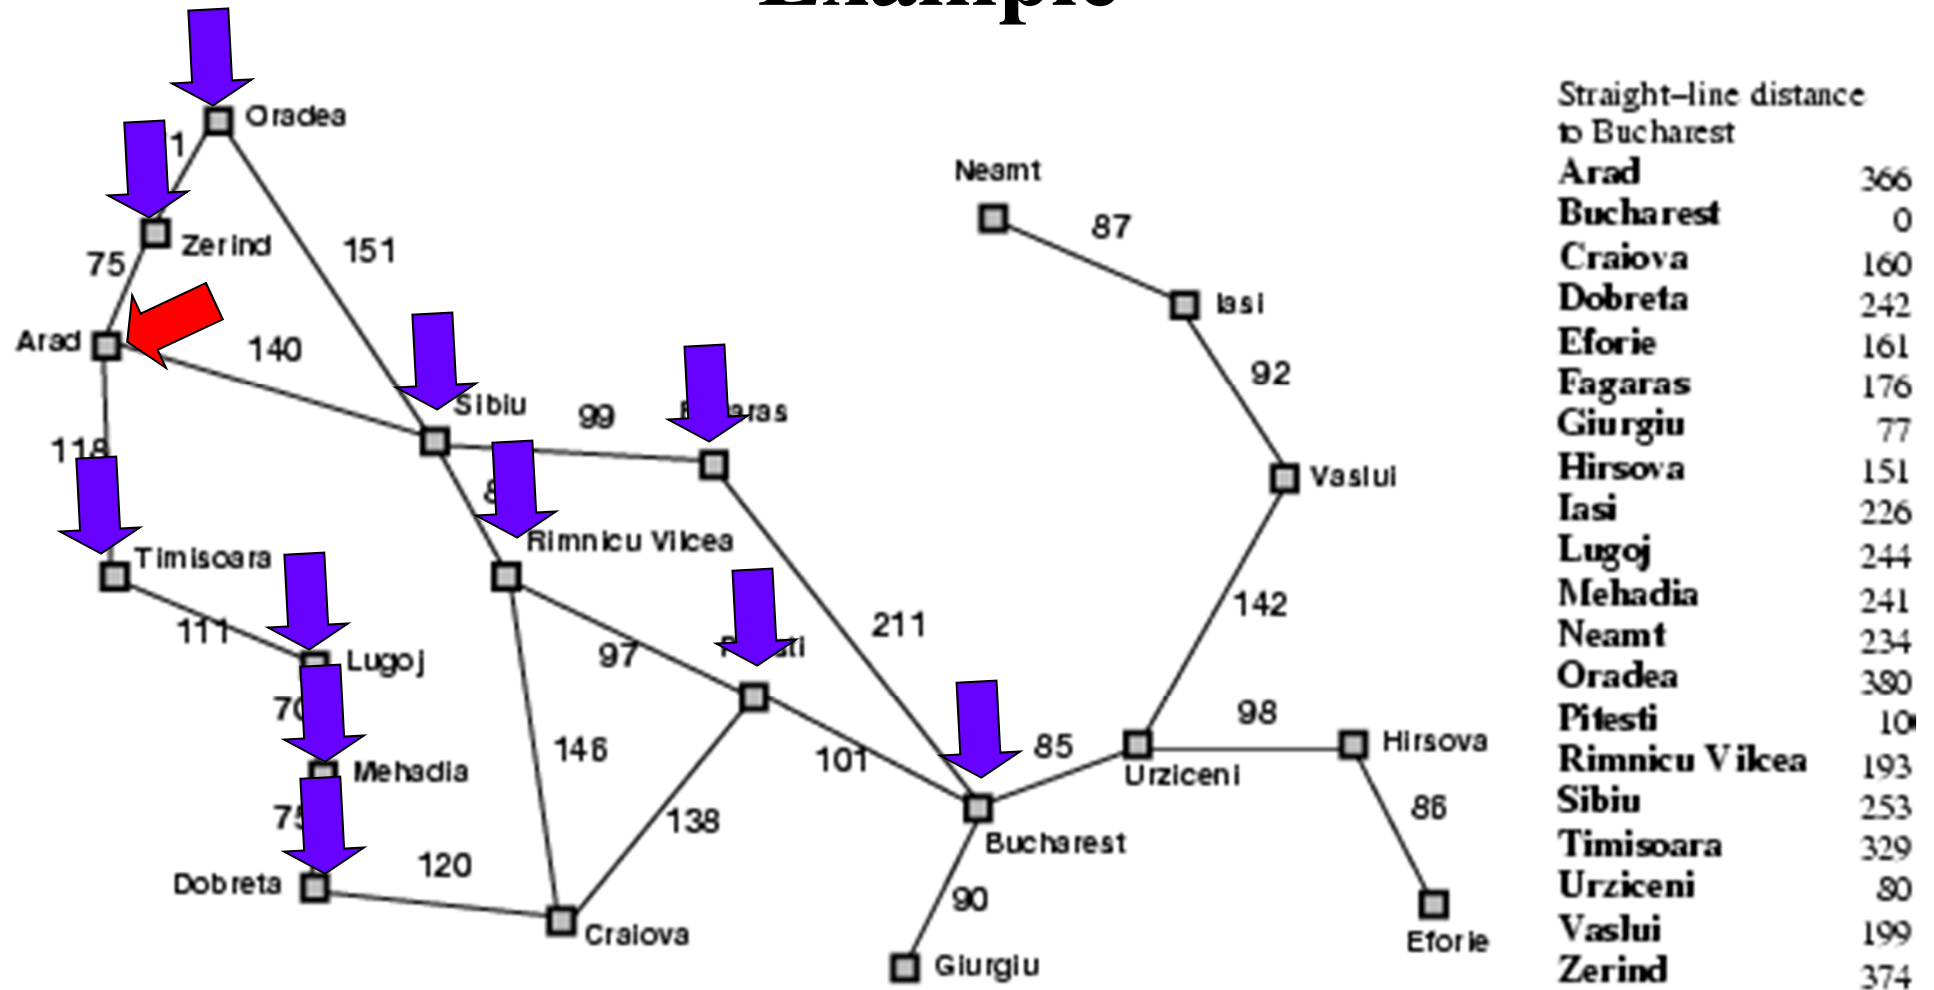 Example
Oradea
Neamt
Zerind
87
75
151
Iasi
Arad
140
92
Sibiu
99
118
Vaslui
Rimnicu Vilcea
Timisoara
142
111
211
Lugoj
97
98
146
85
Hirsova
Mehadia
101
Urziceni
138
86
Bucharest
120
Dobreta
90
Craiova
Eforie
Giurgiu
Straight–line distance
to Bucharest
Arad 366
Bucharest 0
Craiova 160
Dobreta 242
Eforie 161
Fagaras 176
Giurgiu 77
Hirsova 151
Iasi 226
Lugoj 244
Mehadia 241
Neamt 234
Oradea 380
Pitesti 10
Rimnicu Vilcea 193
Sibiu 253
Timisoara 329
Urziceni 80
Vaslui 199
Zerind 374